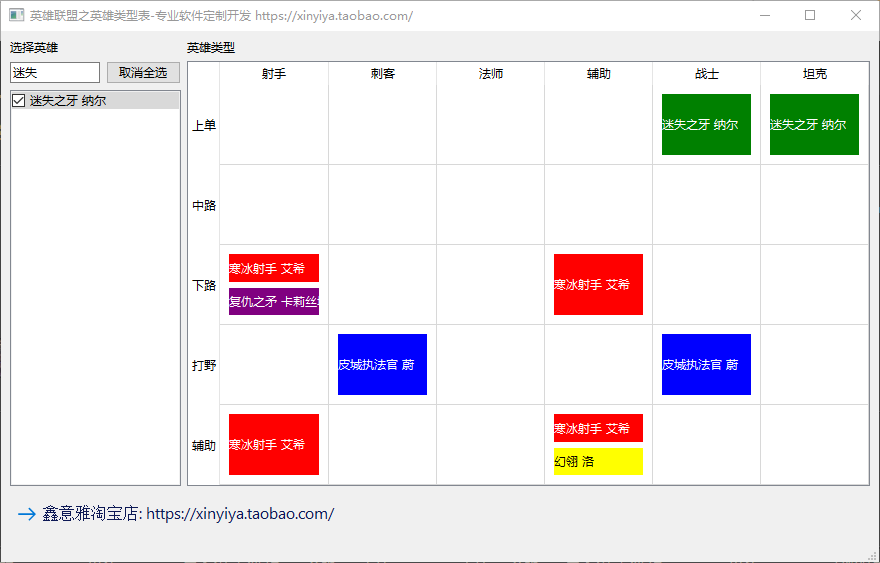 英雄联盟之英雄类型表-专业软件定制开发 https://xinyiya.taobao.com/
选择英雄
英雄类型
迷失
取消全选
迷失之牙 纳尔
射手 刺客 法师 辅助 战士 坦克
上单
迷失之牙 纳尔
迷失之牙 纳尔
中路
下路
寒冰射手 艾希
复仇之矛 卡莉丝
寒冰射手 艾希
打野
皮城执法官 蔚
皮城执法官 蔚
辅助
寒冰射手 艾希
寒冰射手 艾希
幻翎 洛
鑫意雅淘宝店: https://xinyiya.taobao.com/